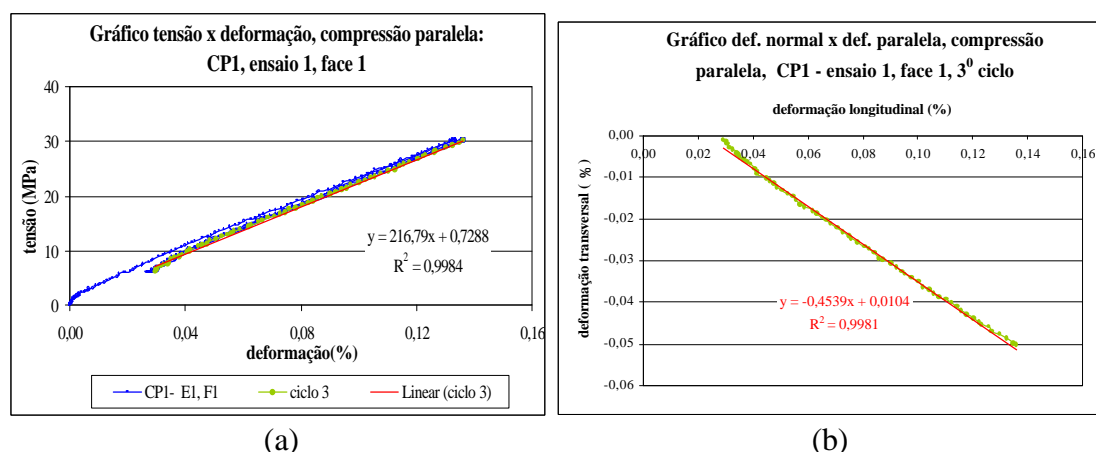 Gráfico tensão x deformação, compressão paralela:
CP1, ensaio 1, face 1
40
30
20
10
0
tensão (MPa)
y = 216,79x + 0,7288
R² = 0,9984
0,00 0,04 0,08 0,12 0,16
deformação(%)
CP1- E1, F1 ciclo 3 Linear (ciclo 3)
(a)
Gráfico def. normal x def. paralela, compressão
paralela, CP1 - ensaio 1, face 1, 3⁰ ciclo
deformação longitudinal (%)
0,00
0,00 0,02 0,04 0,06 0,08 0,10 0,12 0,14 0,16
-0,01
-0,02
-0,03
-0,04
-0,05
-0,06
deformação transversal ( %)
y = -0,4539x + 0,0104
R² = 0,9981
(b)